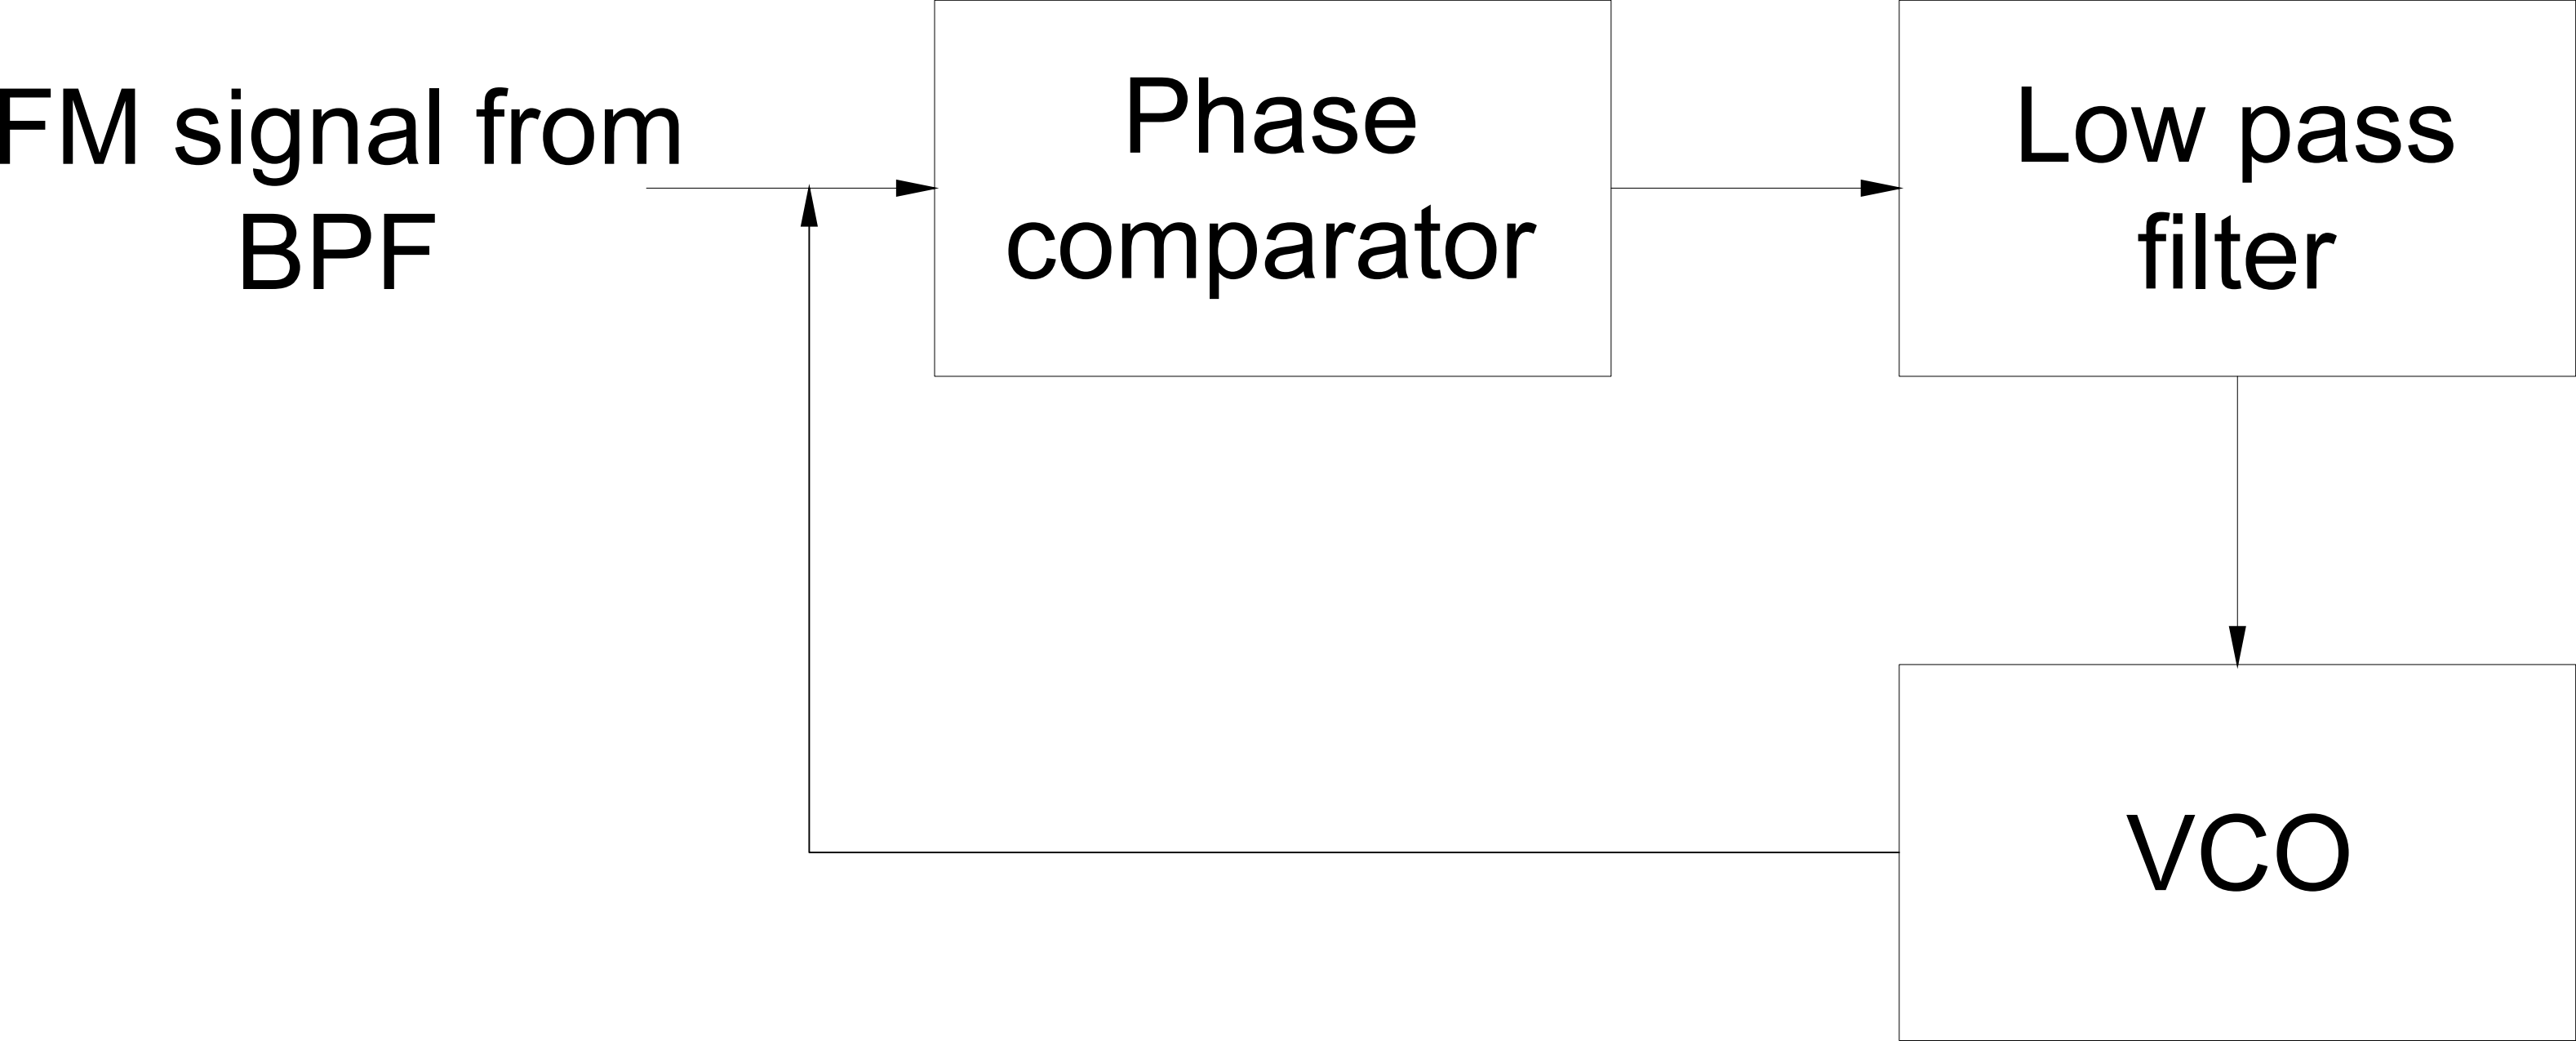 FM signal from
BPF
Phase
comparator
Low pass
filter
VCO